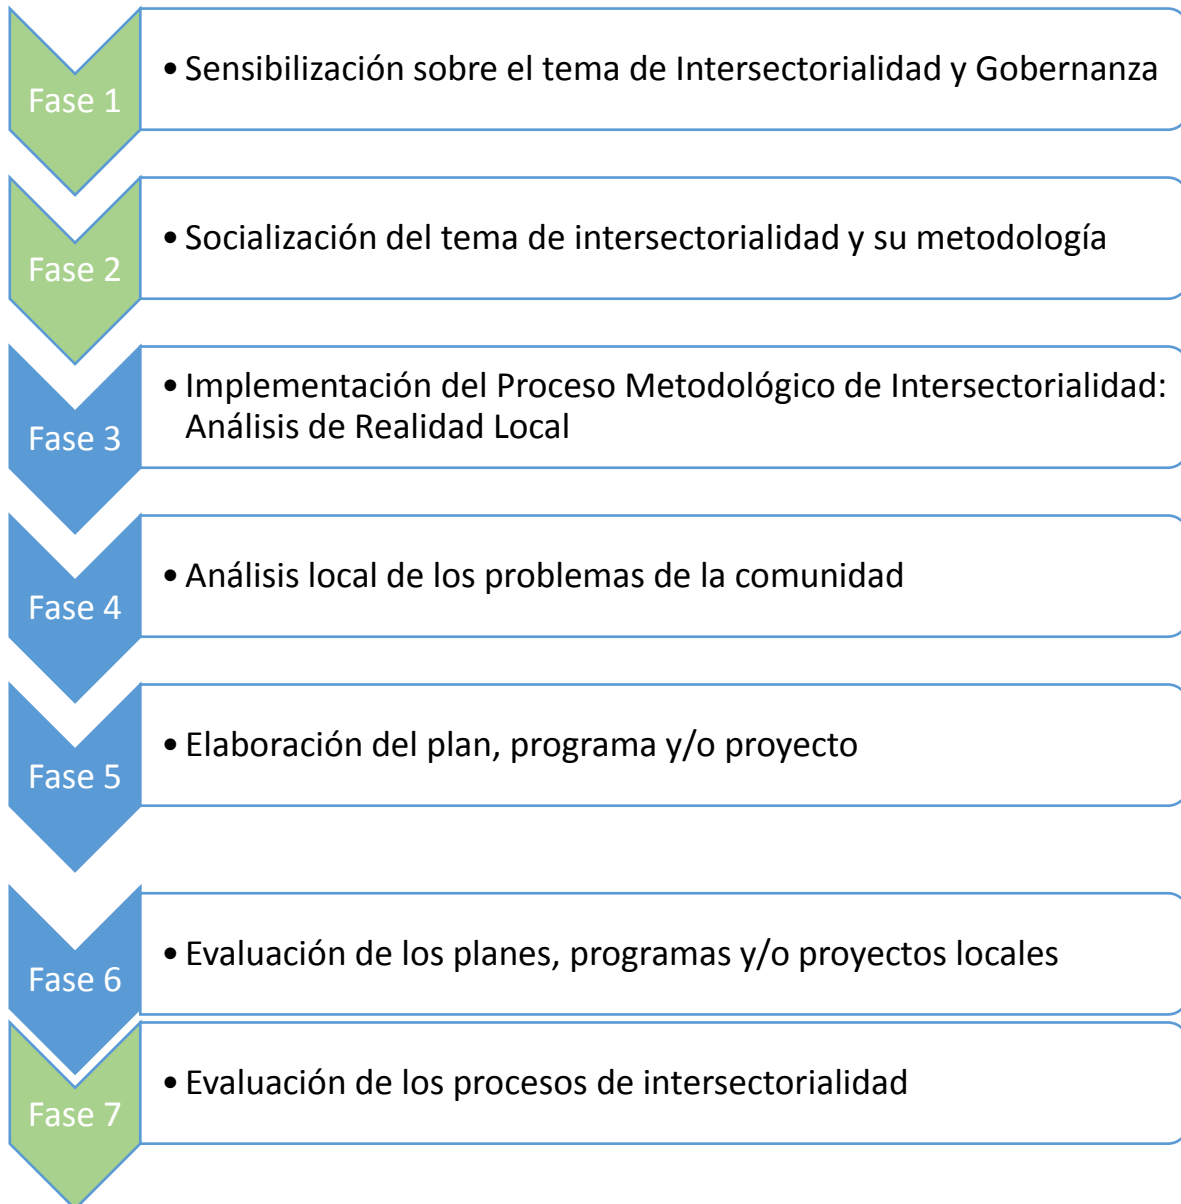 Fase 1
• Sensibilización sobre el tema de Intersectorialidad y Gobernanza
Fase 2
• Socialización del tema de intersectorialidad y su metodología
Fase 3
• Implementación del Proceso Metodológico de Intersectorialidad:
Análisis de Realidad Local
Fase 4
• Análisis local de los problemas de la comunidad
Fase 5
• Elaboración del plan, programa y/o proyecto
Fase 6
• Evaluación de los planes, programas y/o proyectos locales
Fase 7
• Evaluación de los procesos de intersectorialidad